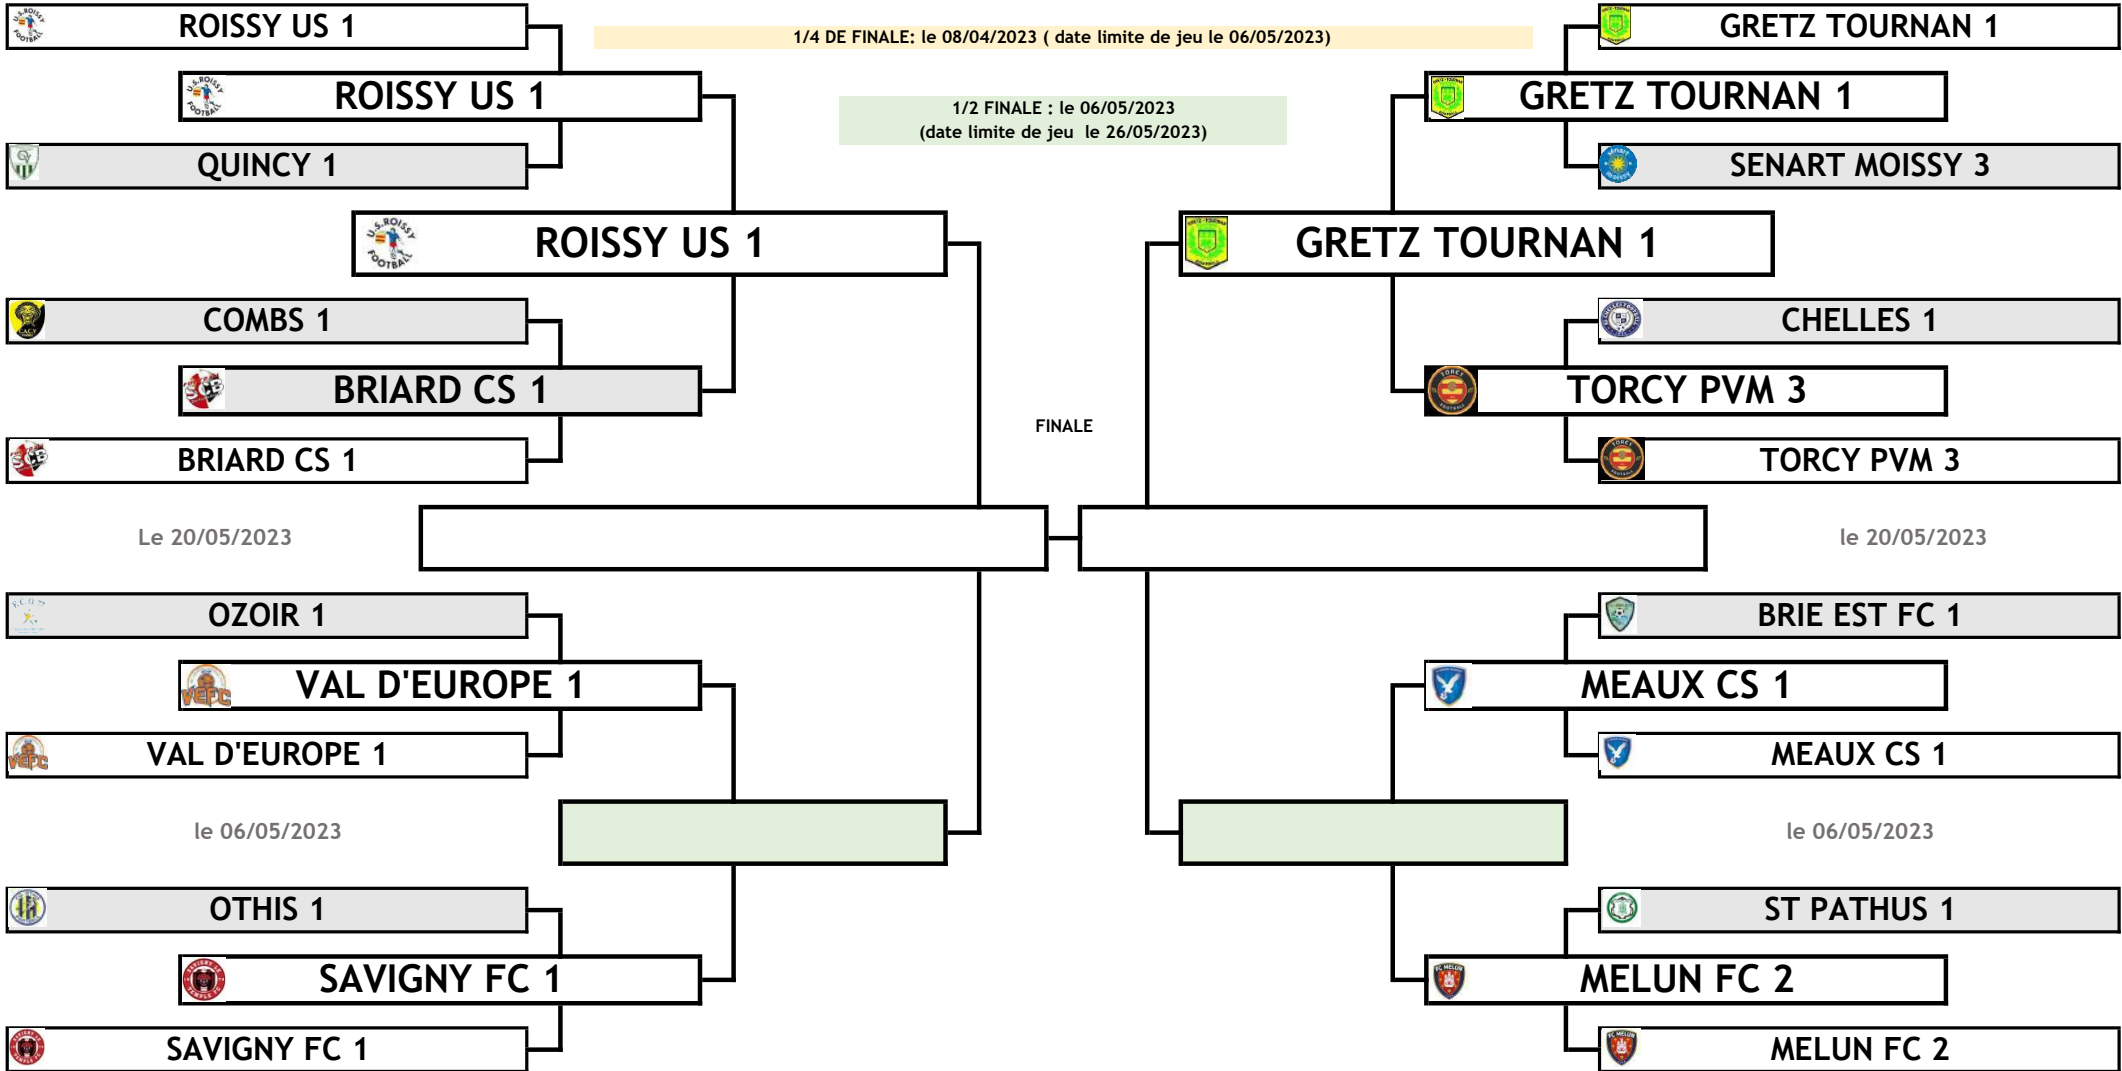 ROISSY US 1
1/4 DE FINALE: le 08/04/2023 ( date limite de jeu le 06/05/2023)
GRETZ TOURNAN 1
ROISSY US 1
1/2 FINALE : le 06/05/2023
(date limite de jeu le 26/05/2023)
GRETZ TOURNAN 1
QUINCY 1
SENART MOISSY 3
U.S.ROISSY
FOOTBALL
ROISSY US 1
GRETZ TOURNAN 1
COMBS 1
CHELLES 1
BRIARD CS 1
TORCY PVM 3
FINALE
BRIARD CS 1
TORCY PVM 3
Le 20/05/2023
le 20/05/2023
OZOIR 1
BRIE EST FC 1
VEFC
VAL D'EUROPE 1
MEAUX CS 1
VAL D'EUROPE 1
MEAUX CS 1
le 06/05/2023
le 06/05/2023
OTHIS 1
ST PATHUS 1
SAVIGNY FC 1
FC MELUN
MELUN FC 2
SAVIGNY FC 1
MELUN FC 2